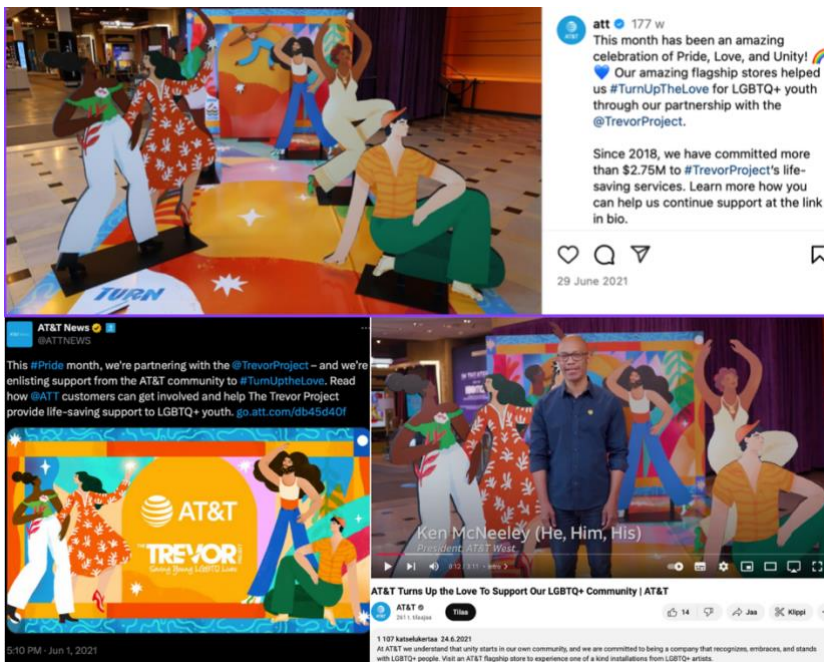 att 177 w
This month has been an amazing
celebration of Pride, Love, and Unity! 🌈
💙 Our amazing flagship stores helped
us #TurnUpTheLove for LGBTQ+ youth
through our partnership with the
@TrevorProject.
Since 2018, we have committed more
than $2.75M to #TrevorProject's life-
saving services. Learn more how you
can help us continue support at the link
in bio.
29 June 2021
AT&T
TURN
AT&T News
@ATTNEWS
This #Pride month, we're partnering with the @TrevorProject – and we're
enlisting support from the AT&T community to #TurnUptheLove. Read
how @ATT customers can get involved and help The Trevor Project
provide life-saving support to LGBTQ+ youth. go.att.com/db45d40f
AT&T
THE
TREVOR
PROJECT
Saving Young LGBTQ Lives
5:10 PM · Jun 1, 2021
Ken McNeeley (He, Him, His)
President, AT&T West
0:12 / 3:11 • Intro >
AT&T Turns Up the Love To Support Our LGBTQ+ Community | AT&T
AT&T
261 t. tilaajaa
Tilaa
14
Jaa
Klippi
1 107 katselukertaa 24.6.2021
At AT&T we understand that unity starts in our own community, and we are committed to being a company that recognizes, embraces, and stands
with LGBTQ+ people. Visit an AT&T flagship store to experience one of a kind installations from LGBTQ+ artists.